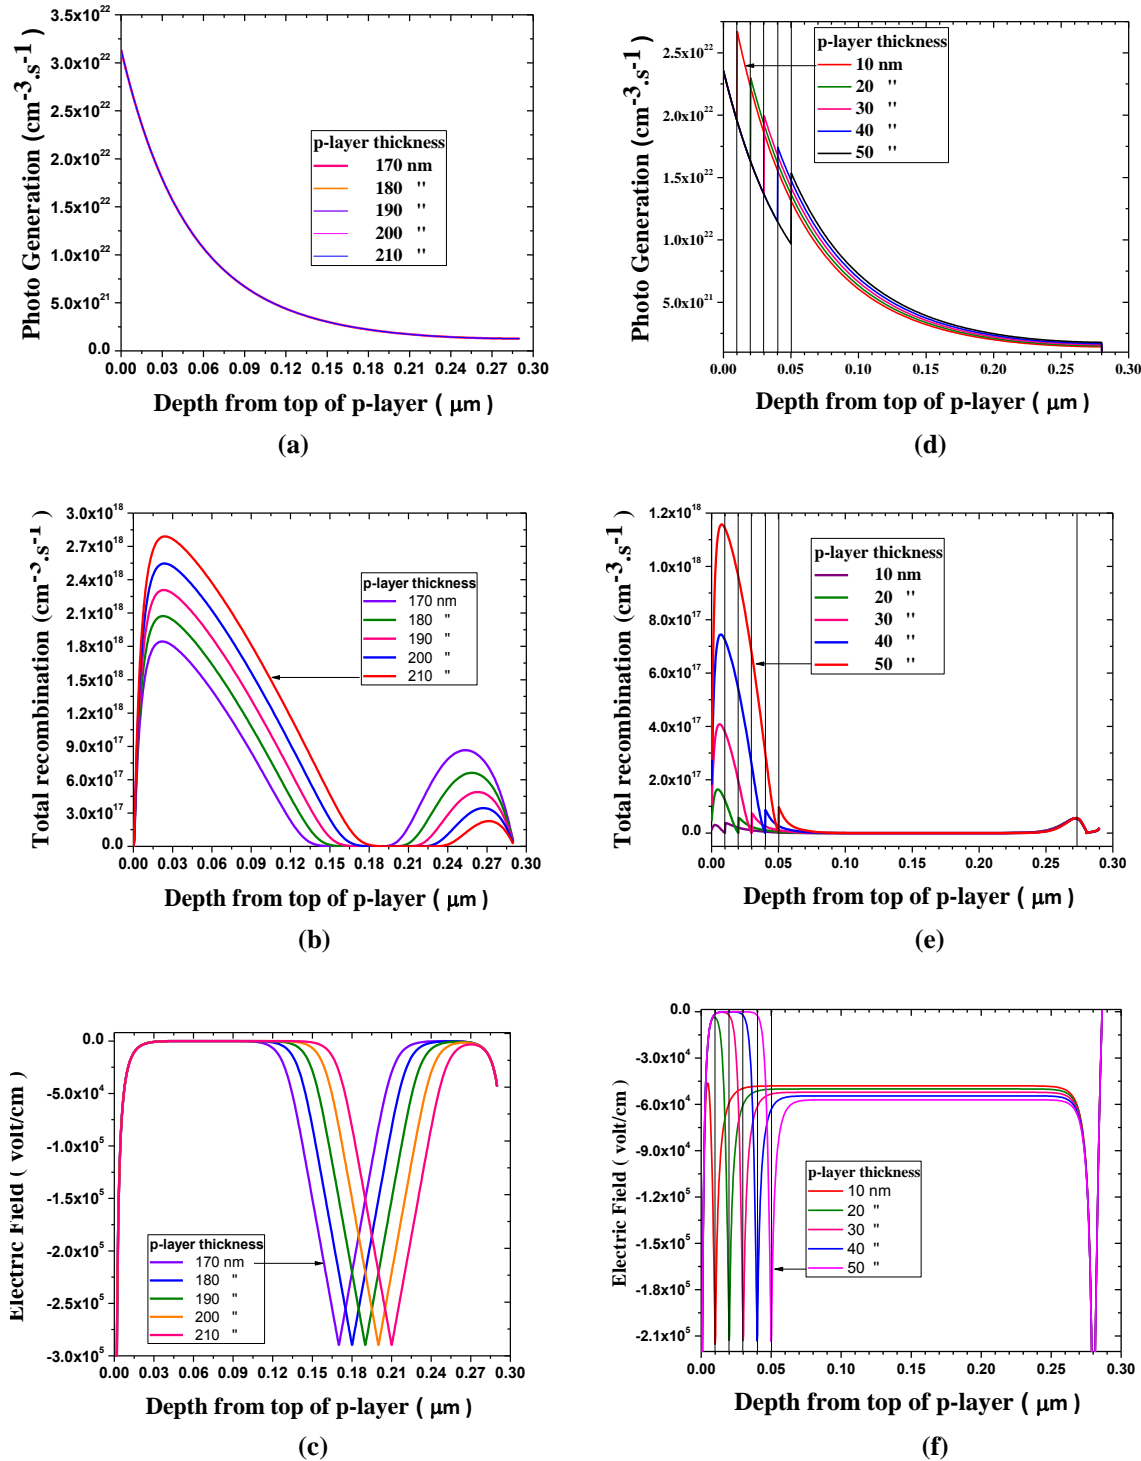 Photo Generation (cm-3.s-1)
3.5x10^22
3.0x10^22
2.5x10^22
2.0x10^22
1.5x10^22
1.0x10^22
5.0x10^21
0.0
p-layer thickness
170 nm
180 "
190 "
200 "
210 "
0.00 0.03 0.06 0.09 0.12 0.15 0.18 0.21 0.24 0.27 0.30
Depth from top of p-layer ( μm )
(a)
Photo Generation (cm-3.s-1)
2.5x10^22
2.0x10^22
1.5x10^22
1.0x10^22
5.0x10^21
p-layer thickness
10 nm
20 "
30 "
40 "
50 "
0.00 0.05 0.10 0.15 0.20 0.25 0.30
Depth from top of p-layer ( μm )
(d)
Total recombination (cm-3.s-1)
3.0x10^18
2.7x10^18
2.4x10^18
2.1x10^18
1.8x10^18
1.5x10^18
1.2x10^18
9.0x10^17
6.0x10^17
3.0x10^17
0.0
p-layer thickness
170 nm
180 "
190 "
200 "
210 "
0.00 0.03 0.06 0.09 0.12 0.15 0.18 0.21 0.24 0.27 0.30
Depth from top of p-layer ( μm )
(b)
Total recombination (cm-3.s-1)
1.2x10^18
1.0x10^18
8.0x10^17
6.0x10^17
4.0x10^17
2.0x10^17
0.0
p-layer thickness
10 nm
20 "
30 "
40 "
50 "
0.00 0.05 0.10 0.15 0.20 0.25 0.30
Depth from top of p-layer ( μm )
(e)
Electric Field ( volt/cm)
0.0
-5.0x10^4
-1.0x10^5
-1.5x10^5
-2.0x10^5
-2.5x10^5
-3.0x10^5
p-layer thickness
170 nm
180 "
190 "
200 "
210 "
0.00 0.03 0.06 0.09 0.12 0.15 0.18 0.21 0.24 0.27 0.30
Depth from top of p-layer ( μm )
(c)
Electric Field ( volt/cm)
0.0
-3.0x10^4
-6.0x10^4
-9.0x10^4
-1.2x10^5
-1.5x10^5
-1.8x10^5
-2.1x10^5
p-layer thickness
10 nm
20 "
30 "
40 "
50 "
0.00 0.05 0.10 0.15 0.20 0.25 0.30
Depth from top of p-layer ( μm )
(f)